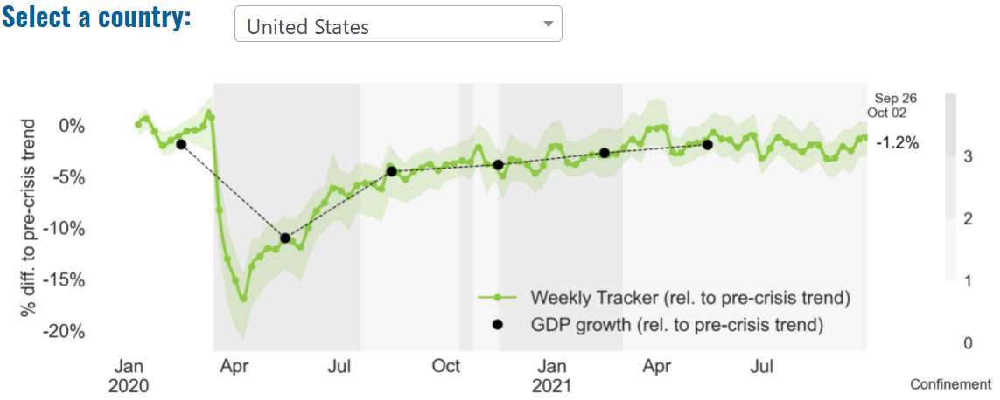 Select a country:
United States
Sep 26
Oct 02
-1.2%
% diff. to pre-crisis trend
0%
-5%
-10%
-15%
-20%
3
2
1
0
Weekly Tracker (rel. to pre-crisis trend)
GDP growth (rel. to pre-crisis trend)
Jan
2020
Apr
Jul
Oct
Jan
2021
Apr
Jul
Confinement